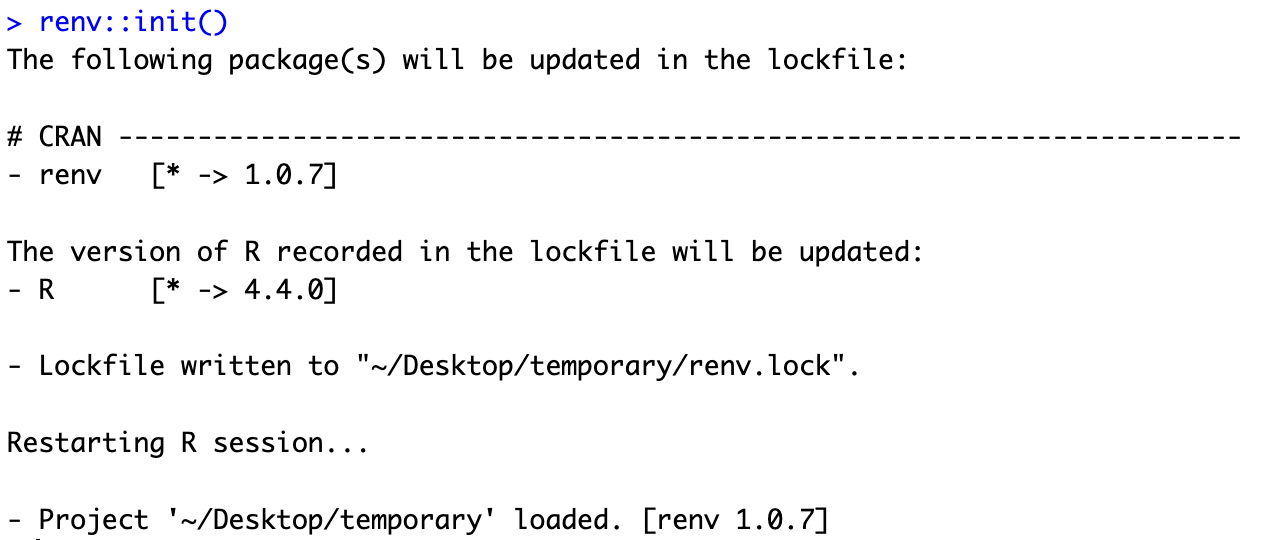 > renv::init()
The following package(s) will be updated in the lockfile:
# CRAN -----------------------------------------------------------------------
- renv   [* -> 1.0.7]
The version of R recorded in the lockfile will be updated:
- R      [* -> 4.4.0]
- Lockfile written to "~/Desktop/temporary/renv.lock".
Restarting R session...
- Project '~/Desktop/temporary' loaded. [renv 1.0.7]